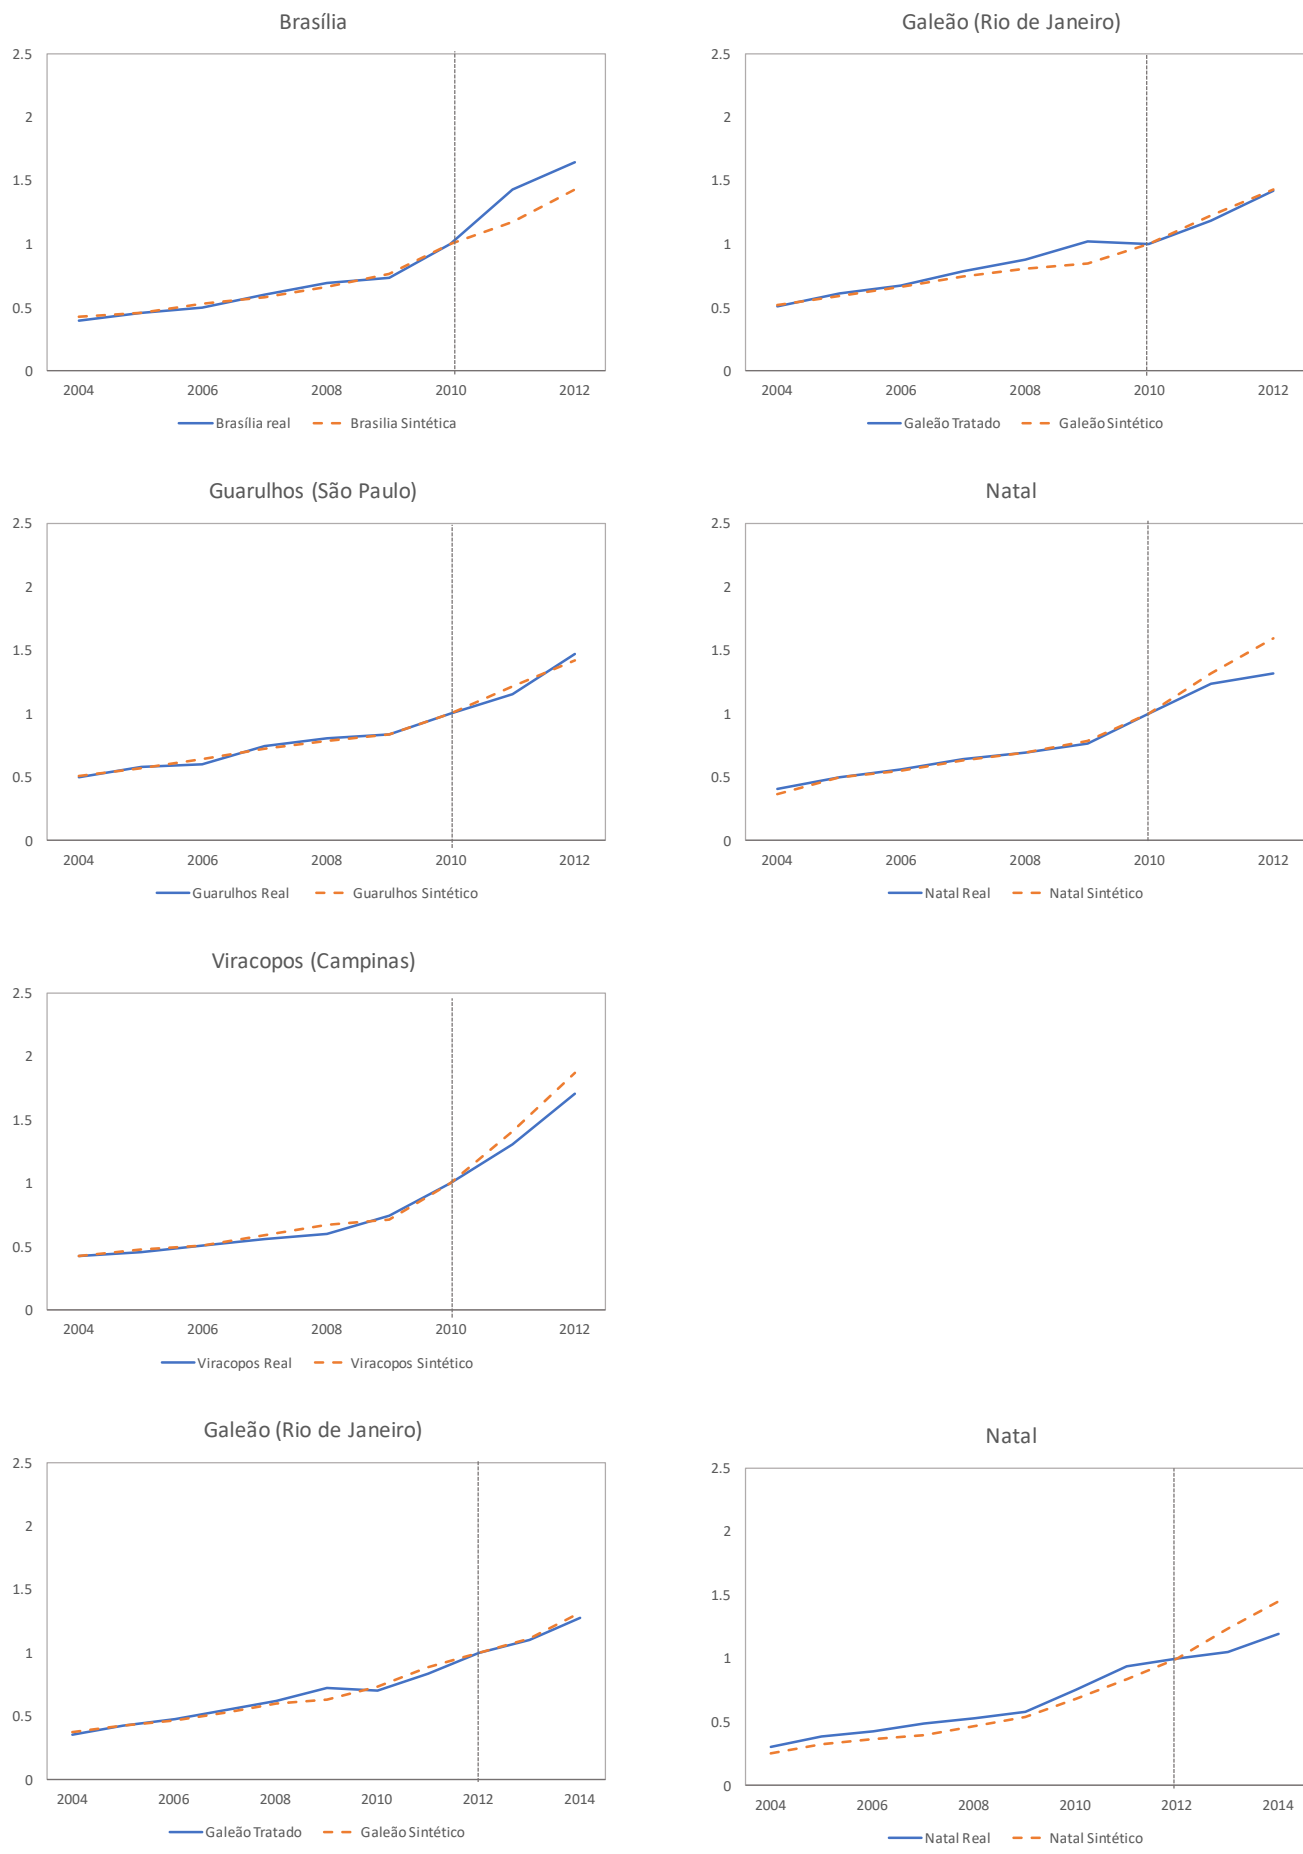 Brasília
2.5
2
1.5
1
0.5
0
2004 2006 2008 2010 2012
Brasília real Brasilia Sintética
Galeão (Rio de Janeiro)
2.5
2
1.5
1
0.5
0
2004 2006 2008 2010 2012
Galeão Tratado Galeão Sintético
Guarulhos (São Paulo)
2.5
2
1.5
1
0.5
0
2004 2006 2008 2010 2012
Guarulhos Real Guarulhos Sintético
Natal
2.5
2
1.5
1
0.5
0
2004 2006 2008 2010 2012
Natal Real Natal Sintético
Viracopos (Campinas)
2.5
2
1.5
1
0.5
0
2004 2006 2008 2010 2012
Viracopos Real Viracopos Sintético
Galeão (Rio de Janeiro)
2.5
2
1.5
1
0.5
0
2004 2006 2008 2010 2012 2014
Galeão Tratado Galeão Sintético
Natal
2.5
2
1.5
1
0.5
0
2004 2006 2008 2010 2012 2014
Natal Real Natal Sintético